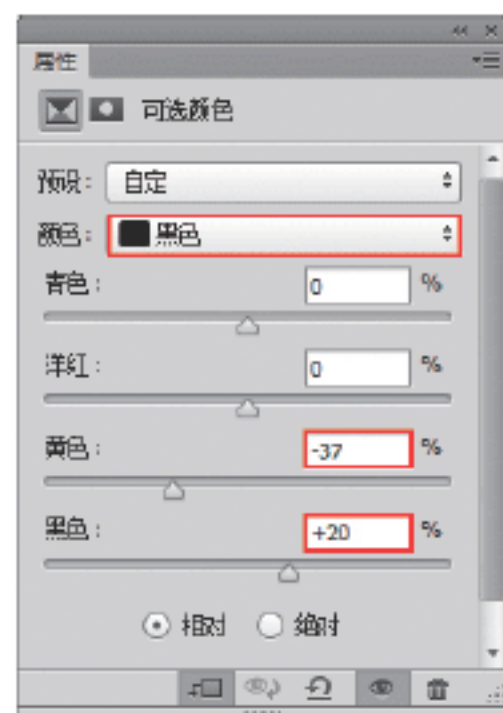 属性
可选颜色
预设： 自定
颜色： 黑色
青色： 0 %
洋红： 0 %
黄色： -37 %
黑色： +20 %
相对 绝对